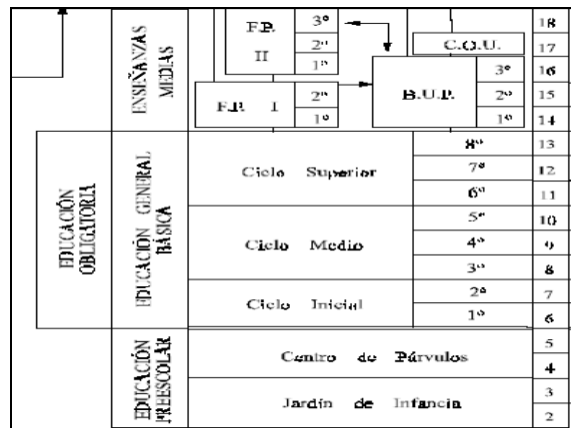 ENSEÑANZAS
MEDIAS
F.P.
II
3º
2º
1º
F.P. I
2º
1º
C.O.U.
B.U.P.
3º
2º
1º
18
17
16
15
14
EDUCACIÓN
OBLIGATORIA
EDUCACIÓN GENERAL
BÁSICA
Ciclo Superior
8º
7º
6º
13
12
11
Ciclo Medio
5º
4º
3º
10
9
8
Ciclo Inicial
2º
1º
7
6
EDUCACIÓN
PREESCOLAR
Centro de Párvulos
5
4
Jardín de Infancia
3
2